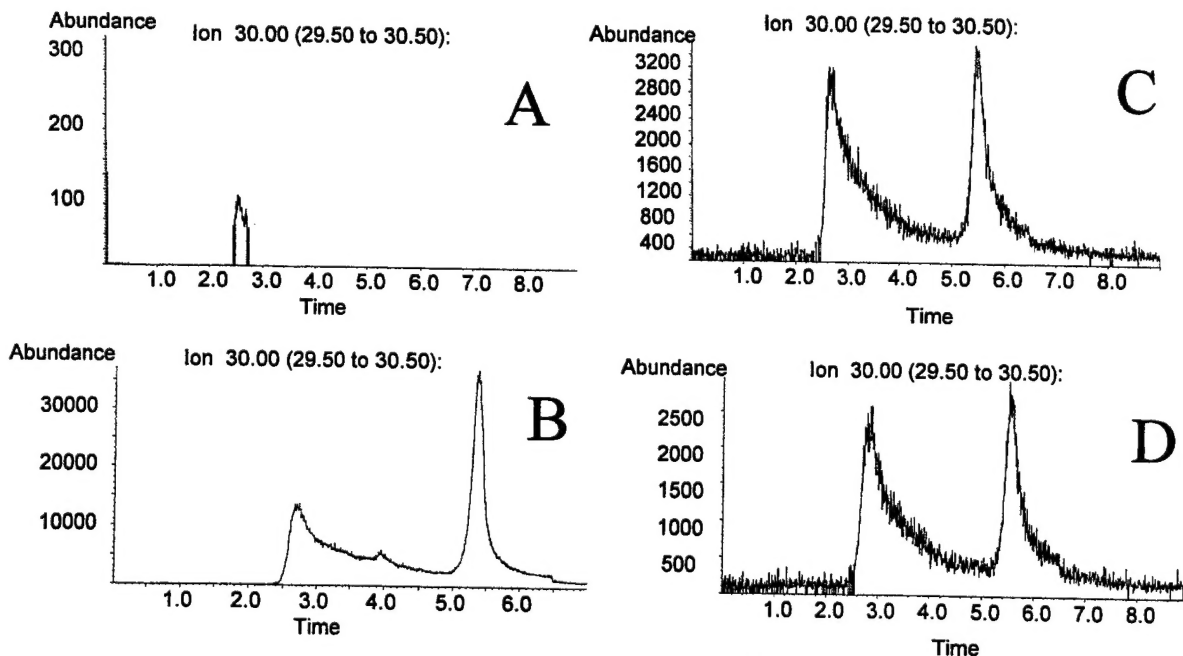 Abundance
Ion 30.00 (29.50 to 30.50):
300
200
100
A
1.0 2.0 3.0 4.0 5.0 6.0 7.0 8.0
Time
Abundance
Ion 30.00 (29.50 to 30.50):
30000
20000
10000
B
1.0 2.0 3.0 4.0 5.0 6.0
Time
Abundance
Ion 30.00 (29.50 to 30.50):
3200
2800
2400
2000
1600
1200
800
400
C
1.0 2.0 3.0 4.0 5.0 6.0 7.0 8.0
Time
Abundance
Ion 30.00 (29.50 to 30.50):
2500
2000
1500
1000
500
D
1.0 2.0 3.0 4.0 5.0 6.0 7.0 8.0
Time